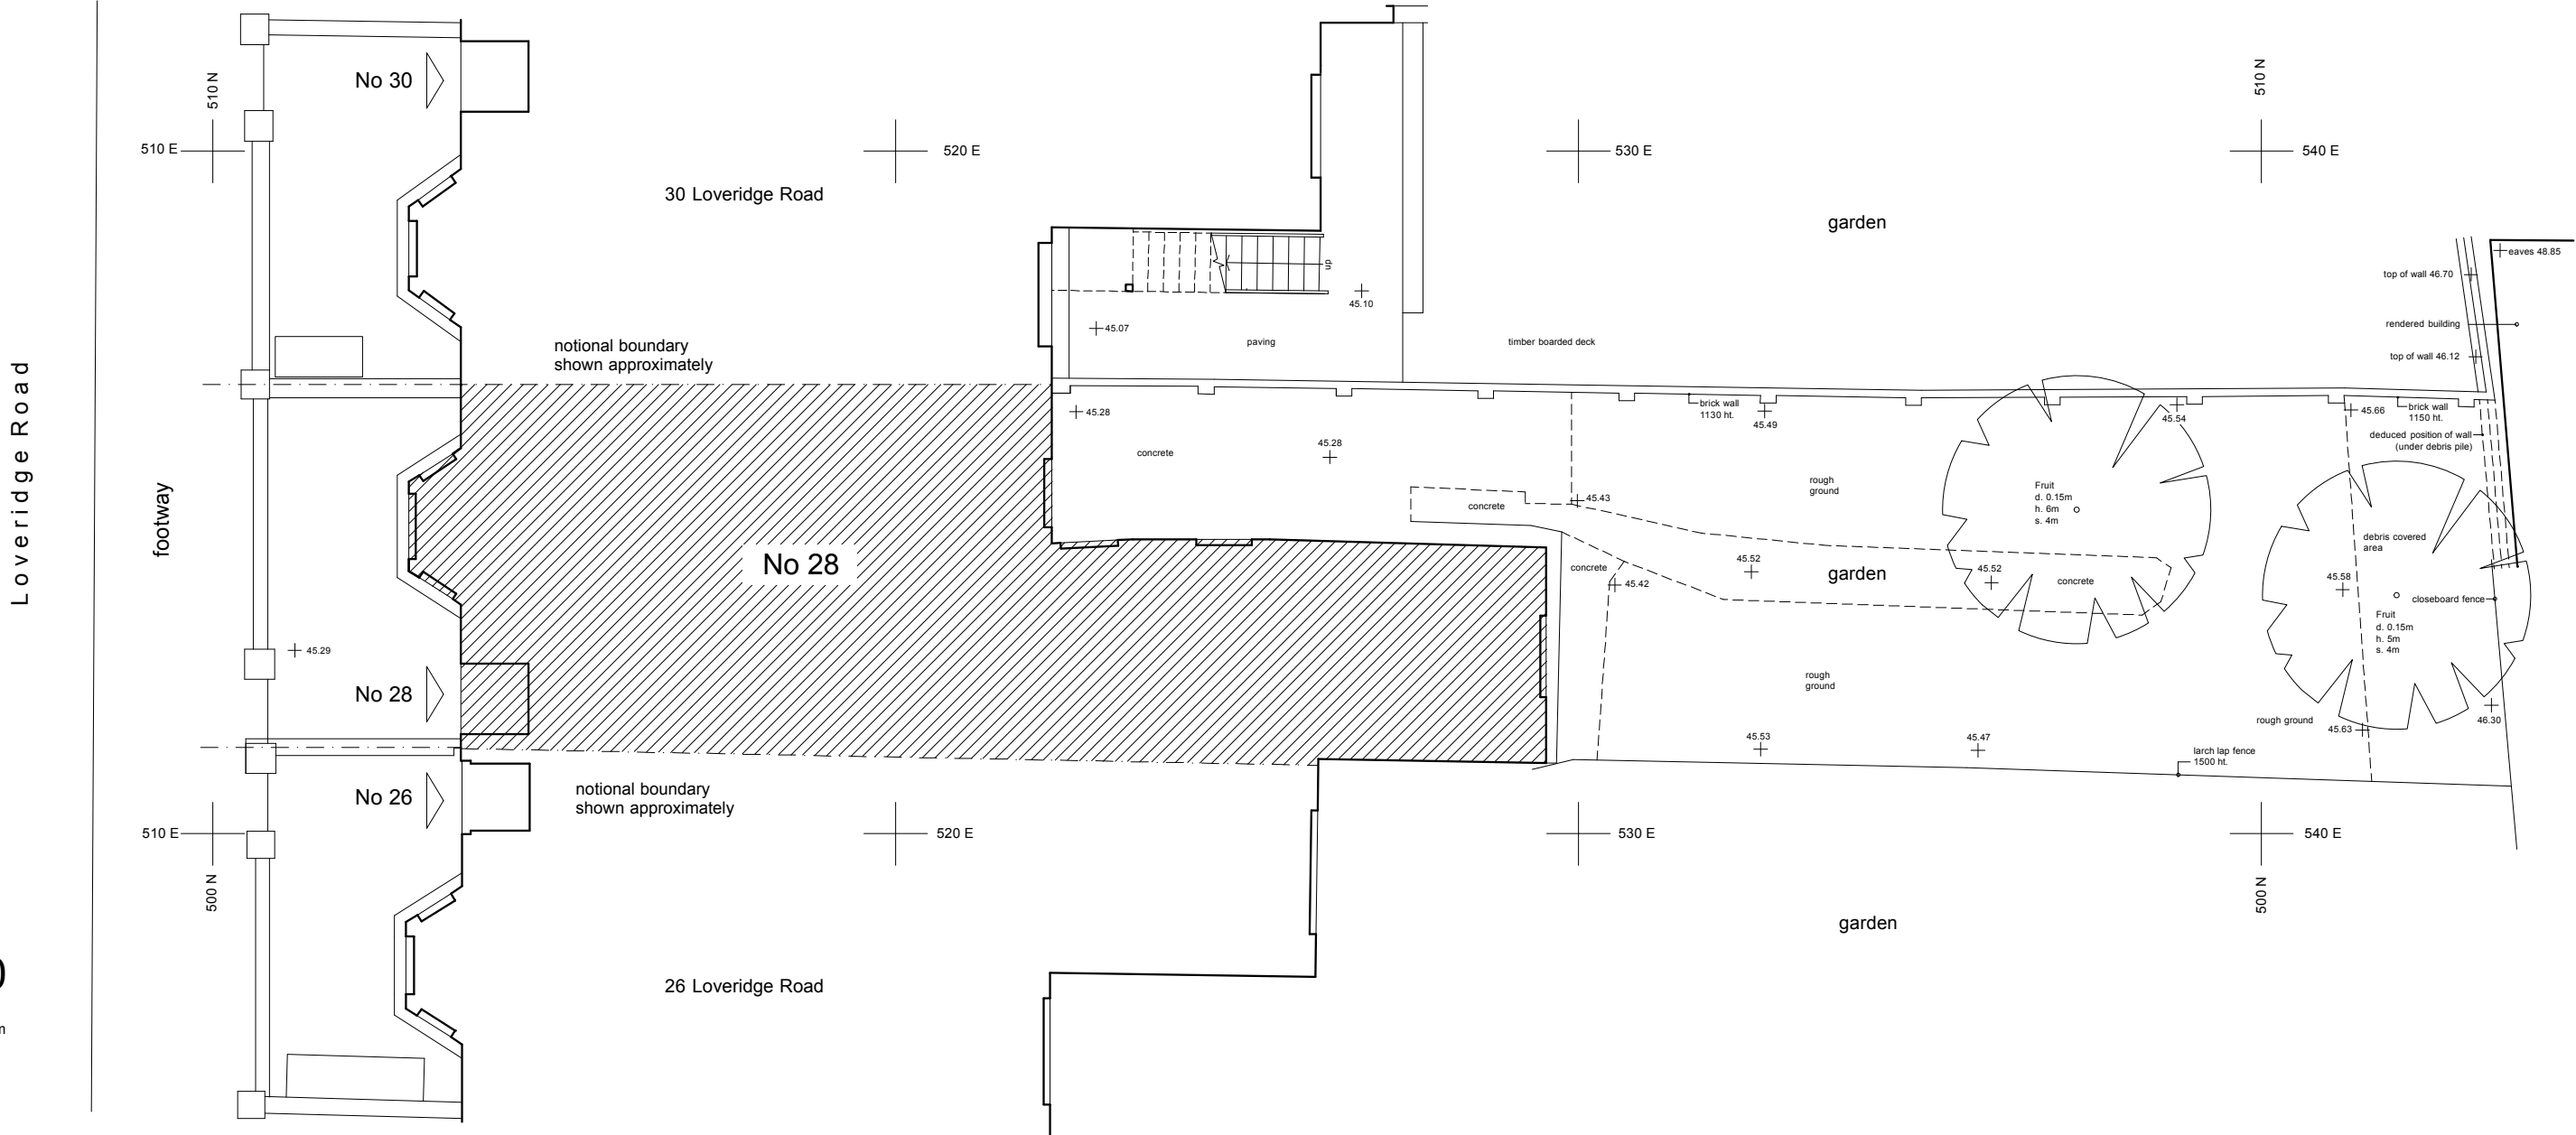 Loveridge Road
footway
No 30
510 N
510 E
520 E
530 E
510 N
540 E
30 Loveridge Road
garden
up
45.10
45.07
paving
timber boarded deck
eaves 48.85
top of wall 46.70
rendered building
top of wall 46.12
notional boundary
shown approximately
45.28
45.28
concrete
concrete
45.43
brick wall
1130 ht.
45.49
45.54
45.66
brick wall
1150 ht.
deduced position of wall
(under debris pile)
rough
ground
Fruit
d. 0.15m
h. 6m
s. 4m
debris covered
area
No 28
concrete
45.42
45.52
garden
45.52
concrete
45.58
closeboard fence
Fruit
d. 0.15m
h. 5m
s. 4m
45.29
No 28
rough
ground
rough ground
46.30
45.63
45.53
45.47
larch lap fence
1500 ht.
No 26
notional boundary
shown approximately
510 E
500 N
520 E
530 E
540 E
500 N
garden
26 Loveridge Road